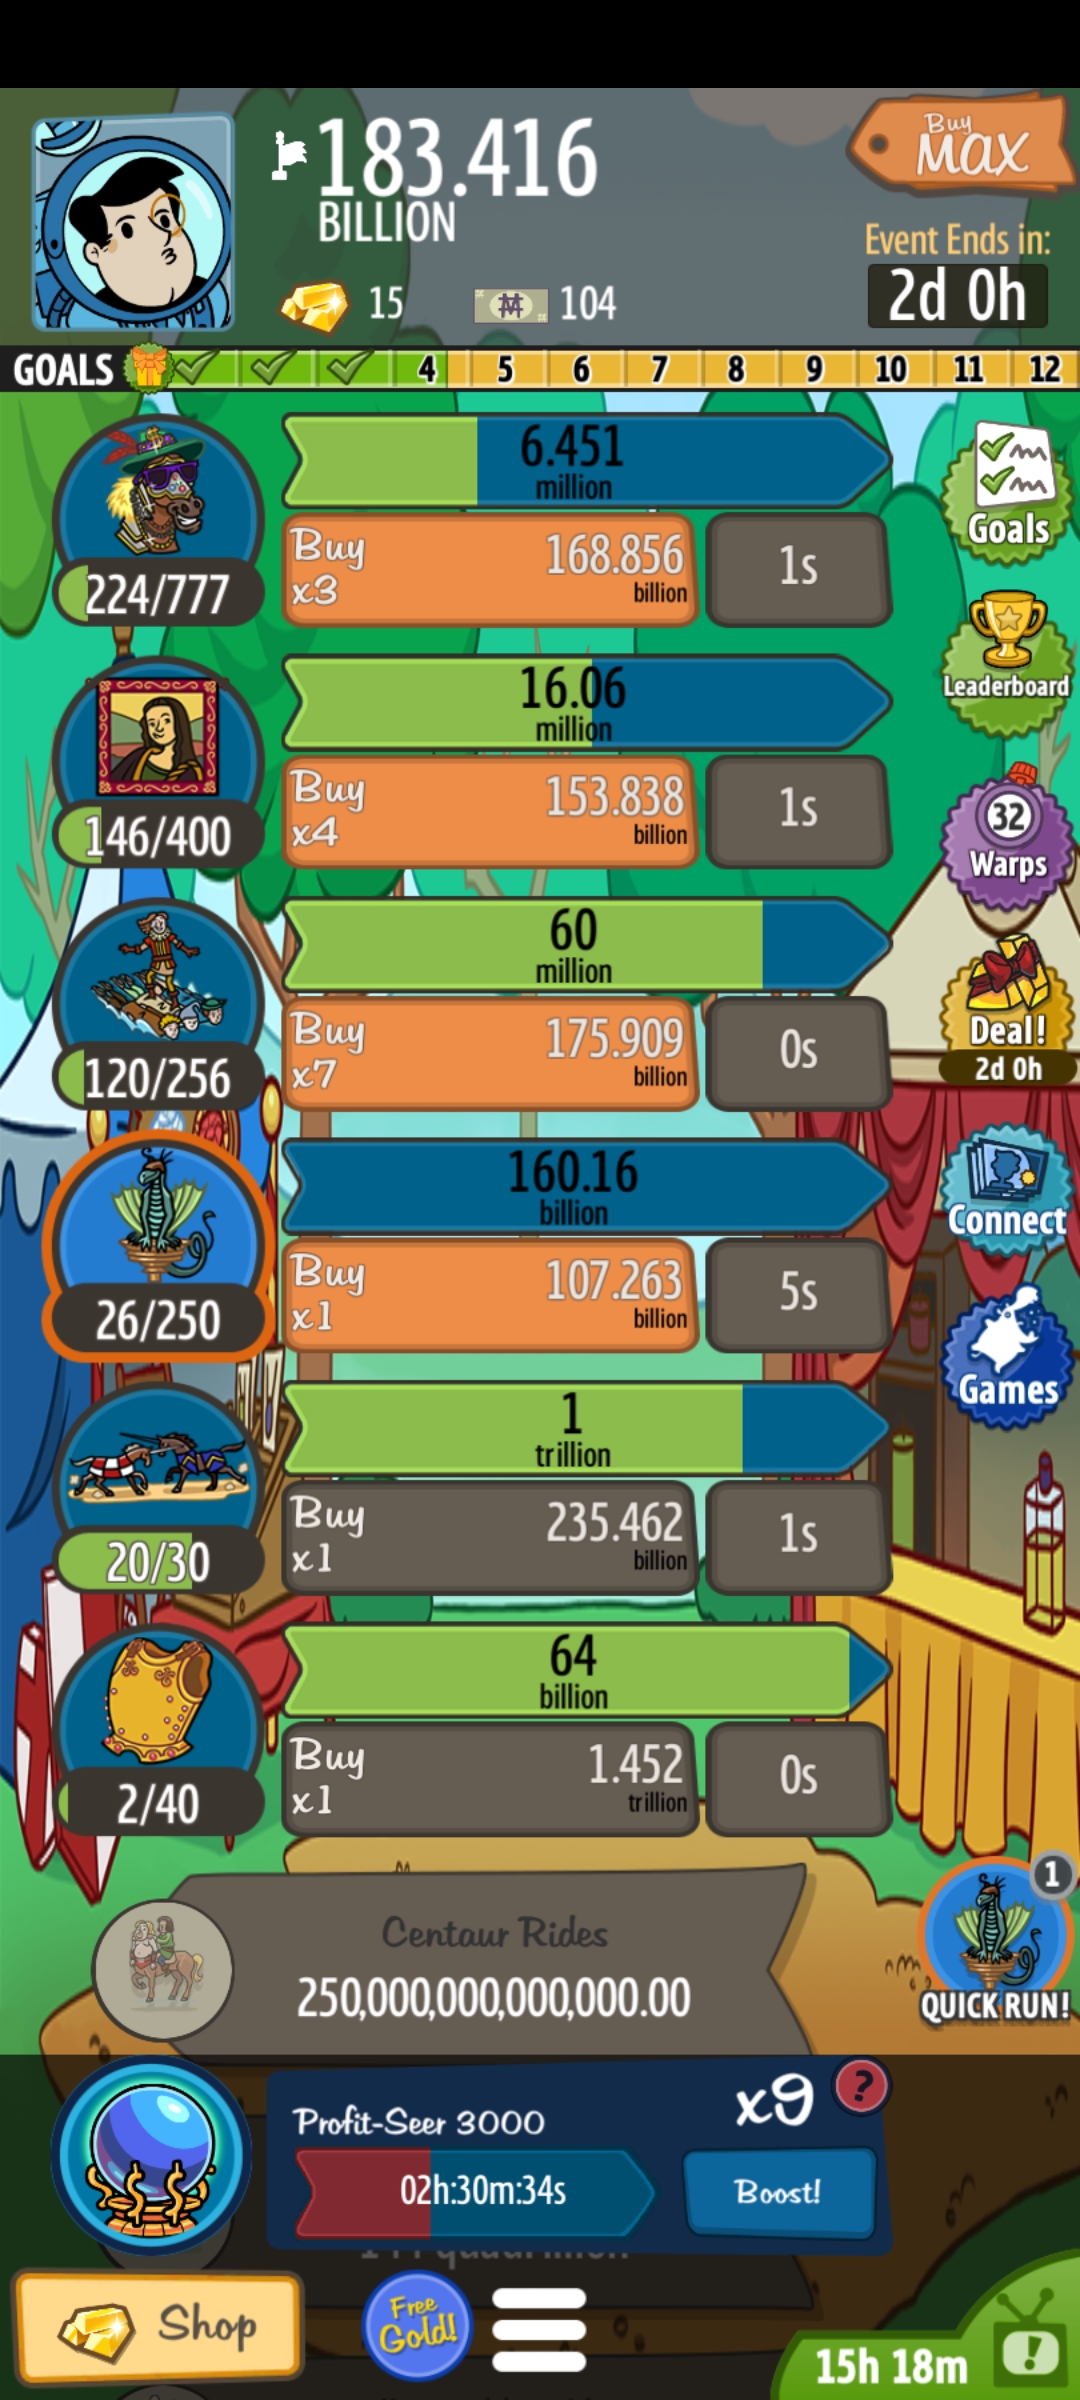 183.416
BILLION
Buy
MAX
15
104
Event Ends in:
2d 0h
GOALS 4 5 6 7 8 9 10 11 12
6.451
million
224/777
Buy
x3
168.856
billion
1s
Goals
16.06
million
146/400
Buy
x4
153.838
billion
1s
Leaderboard
32
Warps
60
million
120/256
Buy
x7
175.909
billion
0s
Deal!
2d 0h
160.16
billion
26/250
Buy
x1
107.263
billion
5s
Connect
Games
1
trillion
20/30
Buy
x1
235.462
billion
1s
64
billion
2/40
Buy
x1
1.452
trillion
0s
Centaur Rides
250,000,000,000,000.00
1
QUICK RUN!
Profit-Seer 3000
x9
?
02h:30m:34s
Boost!
Shop
Free
Gold!
15h 18m
!